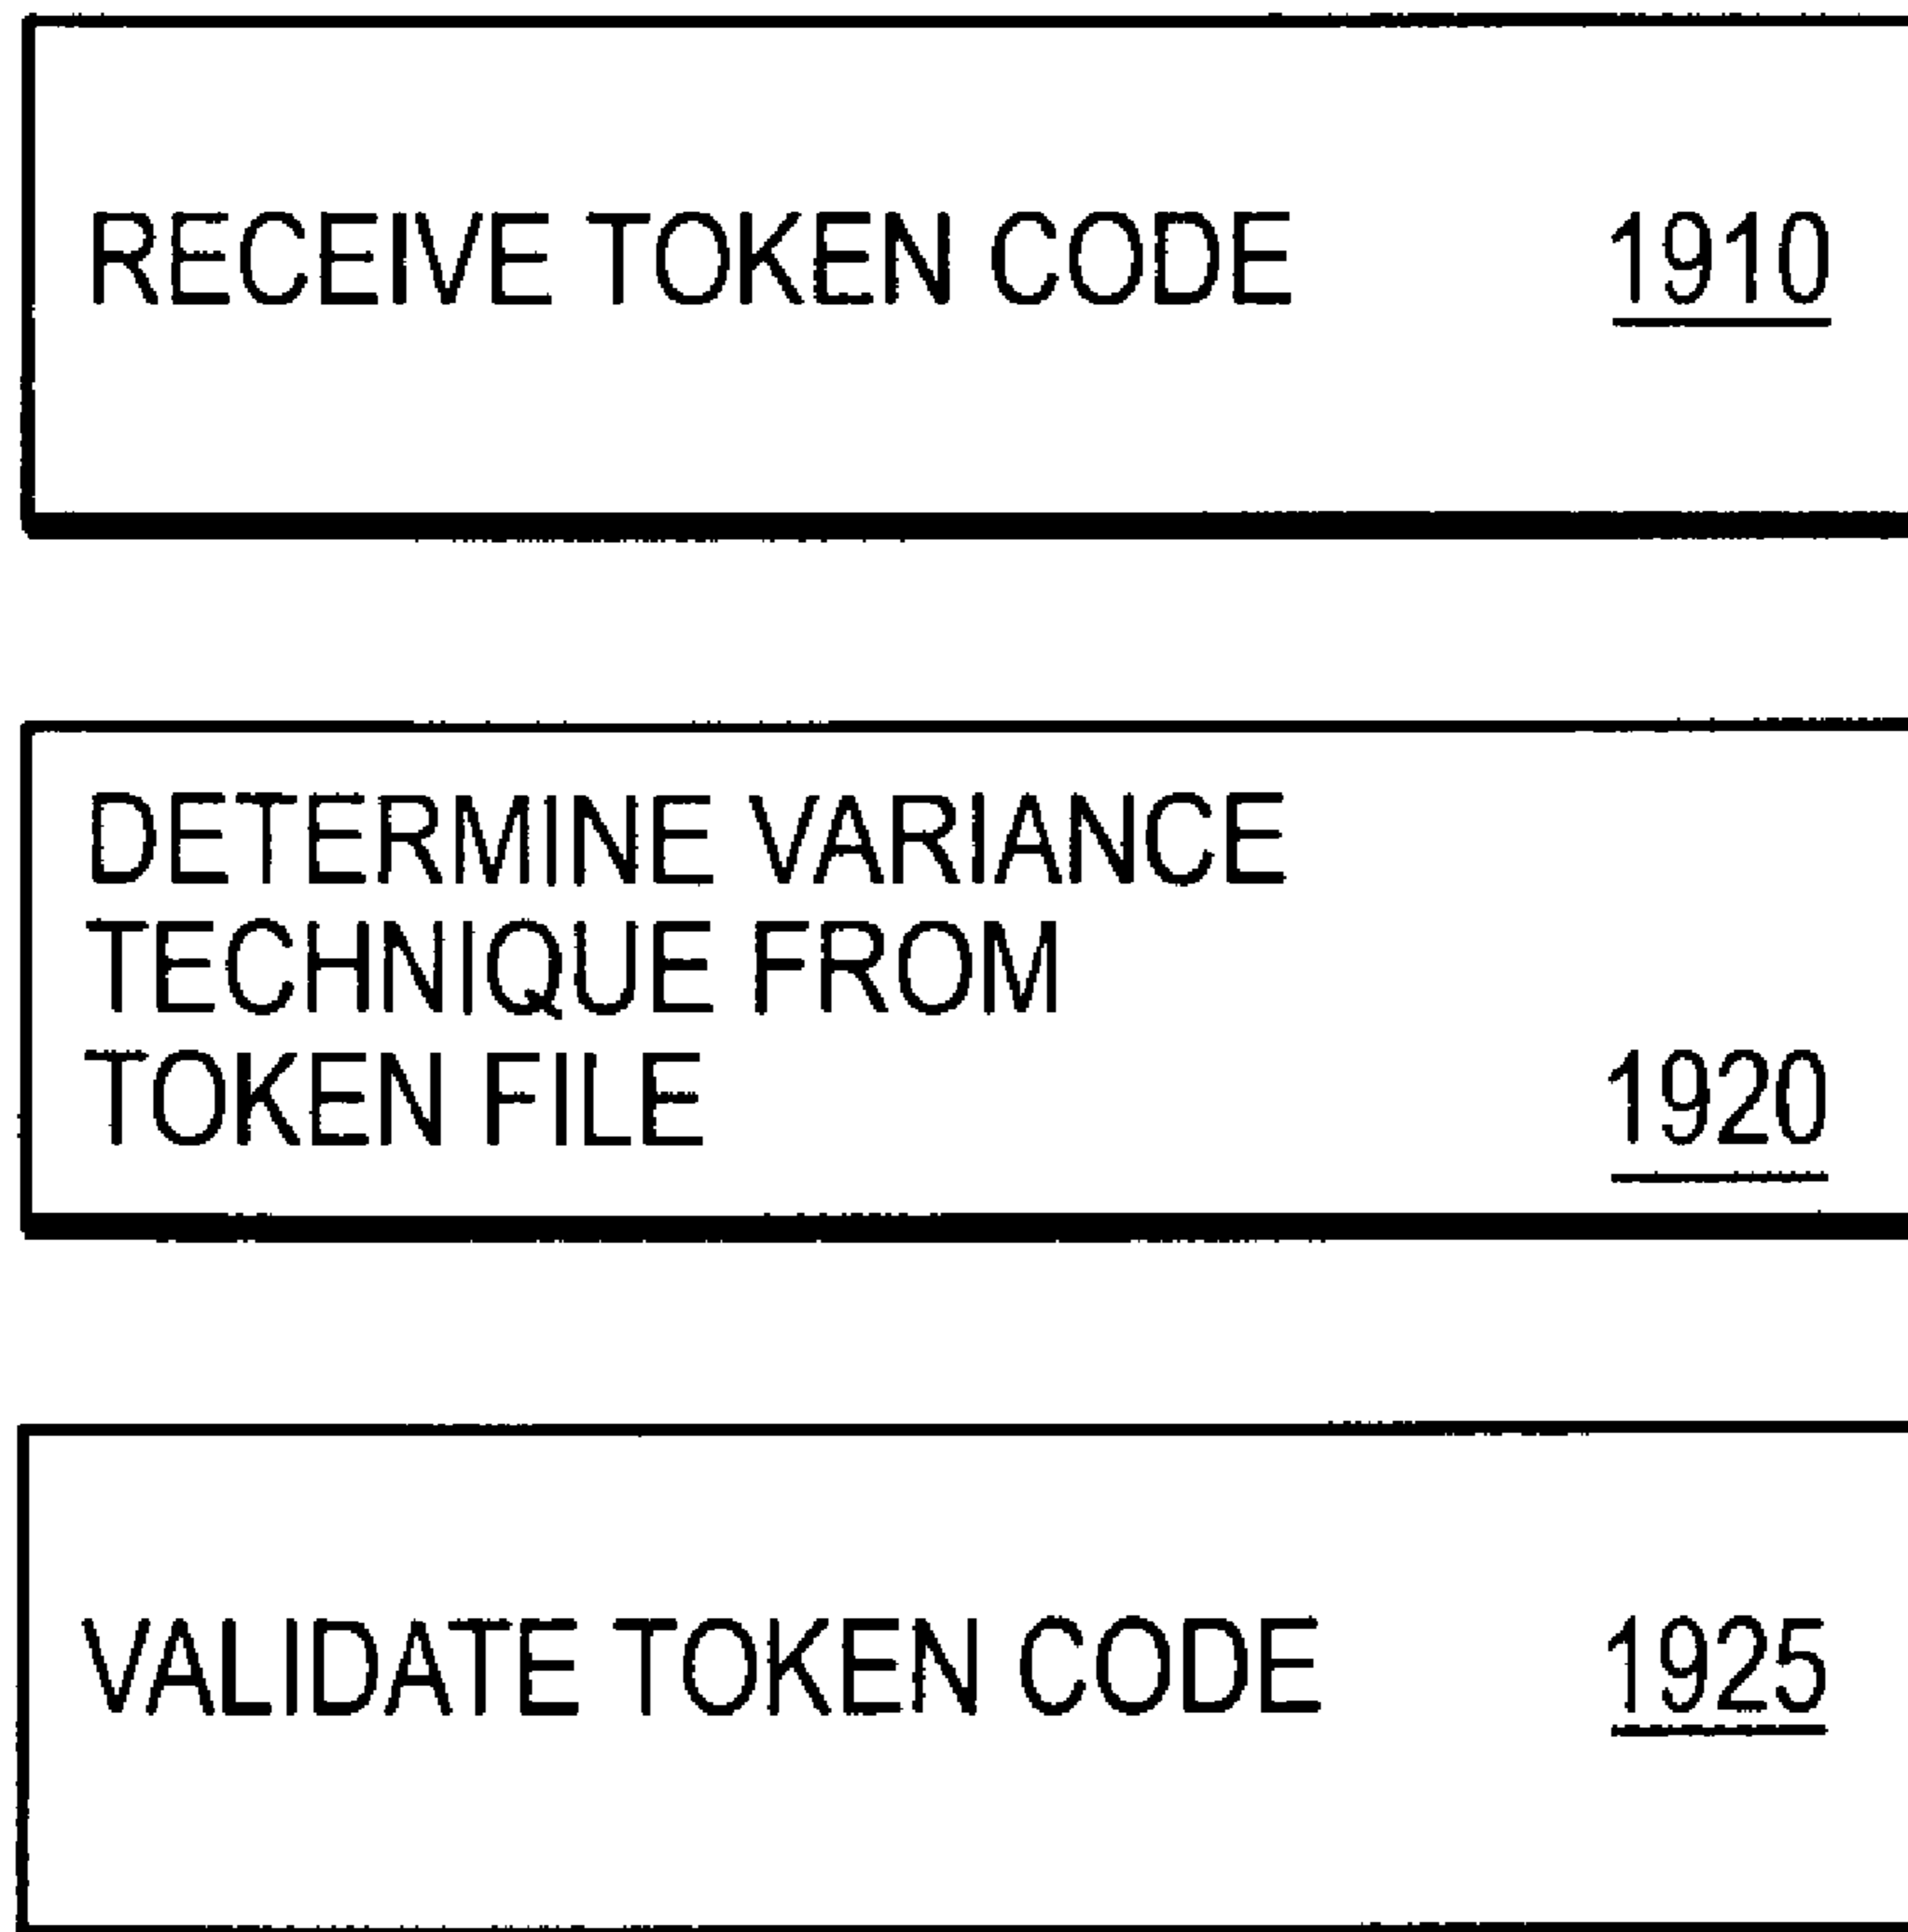 RECEIVE TOKEN CODE 1910
DETERMINE VARIANCE
TECHNIQUE FROM
TOKEN FILE 1920
VALIDATE TOKEN CODE 1925